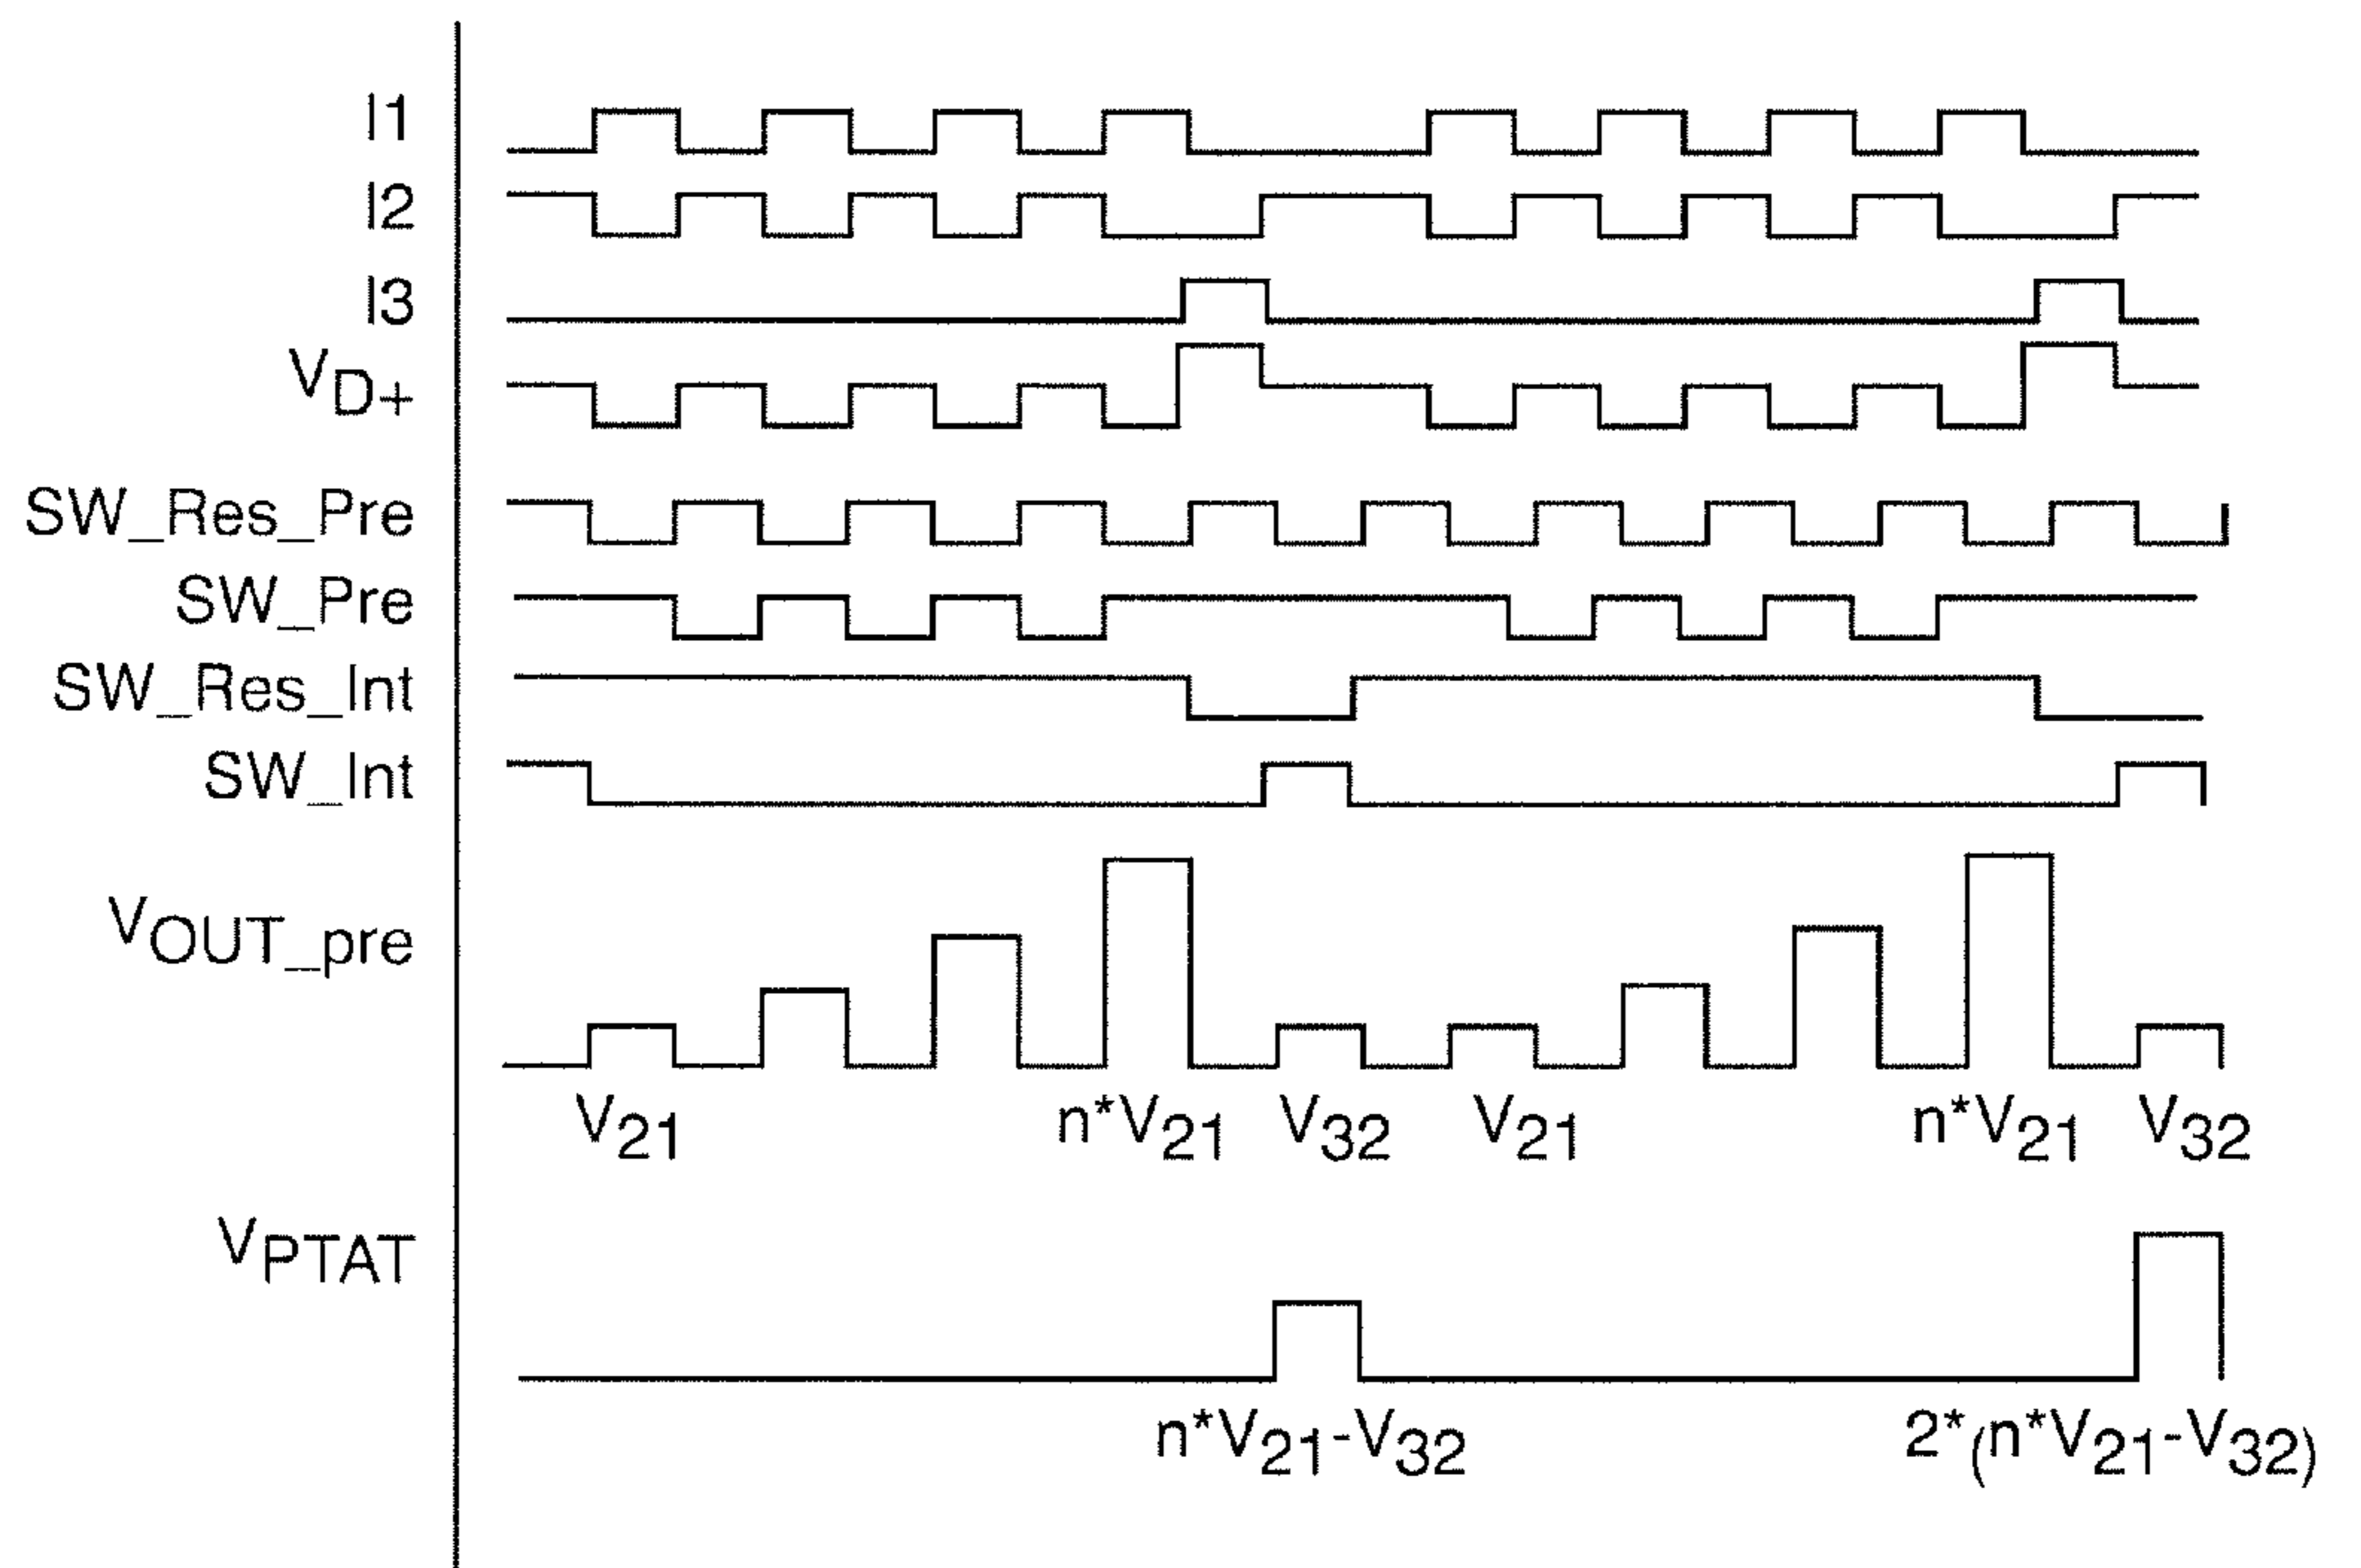 I1
I2
I3
VD+
SW_Res_Pre
SW_Pre
SW_Res_Int
SW_Int
VOUT_pre
V21 n*V21 V32 V21 n*V21 V32
VPTAT
n*V21-V32 2*(n*V21-V32)